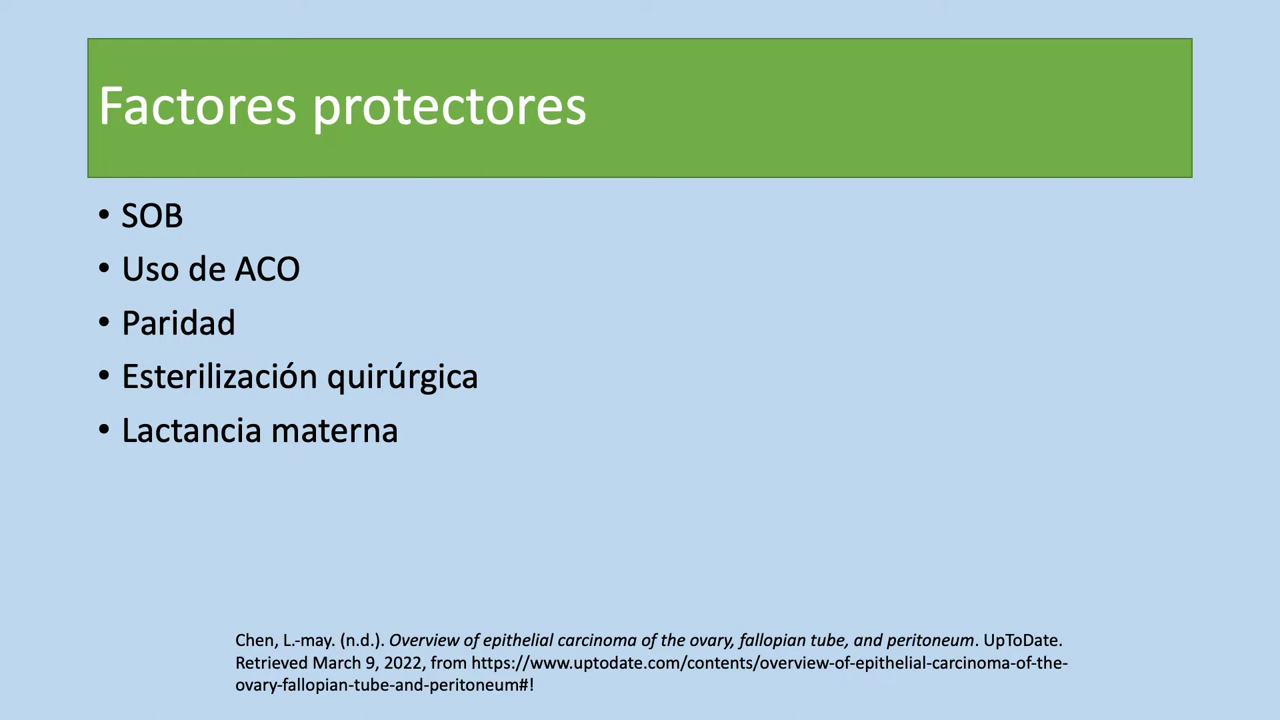 Factores protectores
• SOB
• Uso de ACO
• Paridad
• Esterilización quirúrgica
• Lactancia materna
Chen, L.-may. (n.d.). Overview of epithelial carcinoma of the ovary, fallopian tube, and peritoneum. UpToDate.
Retrieved March 9, 2022, from https://www.uptodate.com/contents/overview-of-epithelial-carcinoma-of-the-
ovary-fallopian-tube-and-peritoneum#!